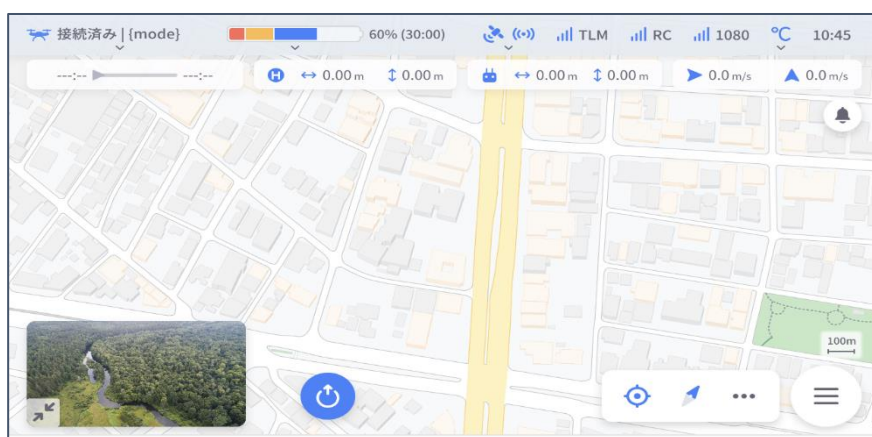 接続済み | {mode} 60% (30:00) TLM RC 1080 ℃ 10:45
---:-- ---:-- H ↔ 0.00 m ↕ 0.00 m ↔ 0.00 m ↕ 0.00 m 0.0 m/s 0.0 m/s
100m